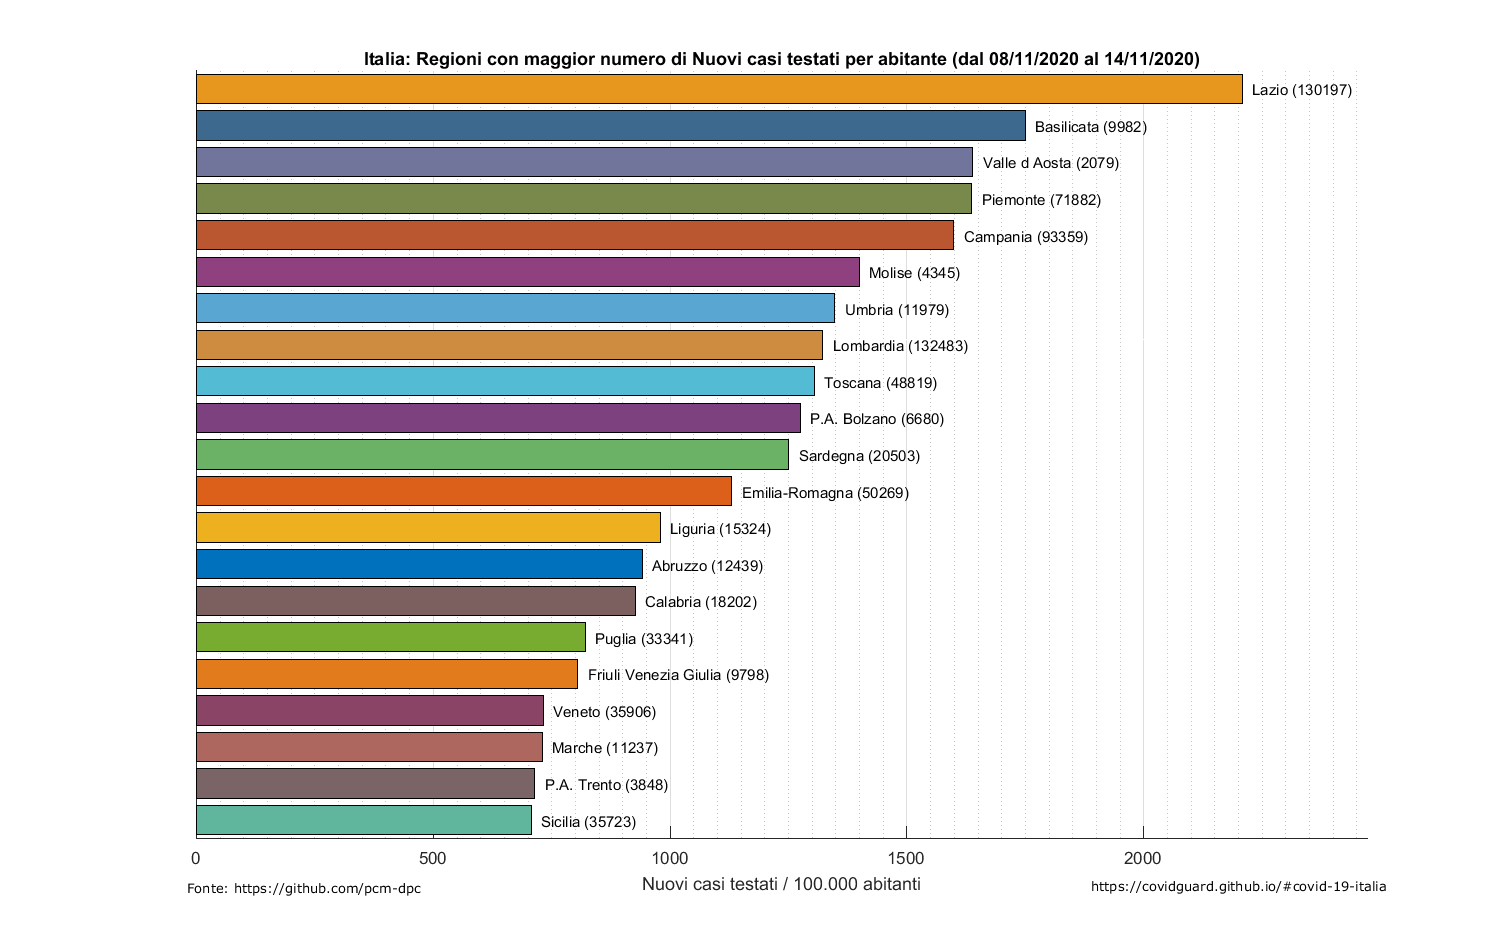 Italia: Regioni con maggior numero di Nuovi casi testati per abitante (dal 08/11/2020 al 14/11/2020)
Lazio (130197)
Basilicata (9982)
Valle d Aosta (2079)
Piemonte (71882)
Campania (93359)
Molise (4345)
Umbria (11979)
Lombardia (132483)
Toscana (48819)
P.A. Bolzano (6680)
Sardegna (20503)
Emilia-Romagna (50269)
Liguria (15324)
Abruzzo (12439)
Calabria (18202)
Puglia (33341)
Friuli Venezia Giulia (9798)
Veneto (35906)
Marche (11237)
P.A. Trento (3848)
Sicilia (35723)
0 500 1000 1500 2000
Nuovi casi testati / 100.000 abitanti
Fonte: https://github.com/pcm-dpc
https://covidguard.github.io/#covid-19-italia